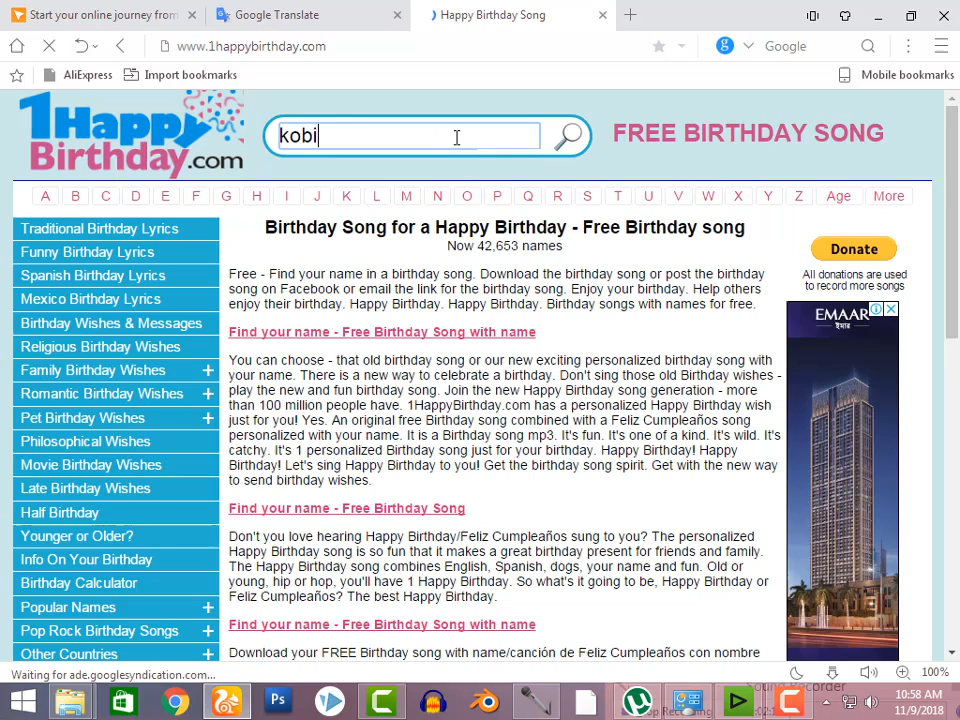 Start your online journey from
Google Translate
Happy Birthday Song
www.1happybirthday.com
Google
AliExpress
Import bookmarks
Mobile bookmarks
1Happy
Birthday.com
kobi
FREE BIRTHDAY SONG
A B C D E F G H I J K L M N O P Q R S T U V W X Y Z Age More
Traditional Birthday Lyrics
Funny Birthday Lyrics
Spanish Birthday Lyrics
Mexico Birthday Lyrics
Birthday Wishes & Messages
Religious Birthday Wishes
Family Birthday Wishes +
Romantic Birthday Wishes +
Pet Birthday Wishes +
Philosophical Wishes
Movie Birthday Wishes
Late Birthday Wishes
Half Birthday
Younger or Older?
Info On Your Birthday
Birthday Calculator
Popular Names +
Pop Rock Birthday Songs +
Other Countries +
Birthday Song for a Happy Birthday - Free Birthday song
Now 42,653 names
Free - Find your name in a birthday song. Download the birthday song or post the birthday
song on Facebook or email the link for the birthday song. Enjoy your birthday. Help others
enjoy their birthday. Happy Birthday. Happy Birthday. Birthday songs with names for free.
Find your name - Free Birthday Song with name
You can choose - that old birthday song or our new exciting personalized birthday song with
your name. There is a new way to celebrate a birthday. Don't sing those old Birthday wishes -
play the new and fun birthday song. Join the new Happy Birthday song generation - more
than 100 million people have. 1HappyBirthday.com has a personalized Happy Birthday wish
just for you! Yes. An original free Birthday song combined with a Feliz Cumpleaños song
personalized with your name. It is a Birthday song mp3. It's fun. It's one of a kind. It's wild. It's
catchy. It's 1 personalized Birthday song just for your birthday. Happy Birthday! Happy
Birthday! Let's sing Happy Birthday to you! Get the birthday song spirit. Get with the new way
to send birthday wishes.
Find your name - Free Birthday Song
Don't you love hearing Happy Birthday/Feliz Cumpleaños sung to you? The personalized
Happy Birthday song is so fun that it makes a great birthday present for friends and family.
The Happy Birthday song combines English, Spanish, dogs, your name and fun. Old or
young, hip or hop, you'll have 1 Happy Birthday. So what's it going to be, Happy Birthday or
Feliz Cumpleaños? The best Happy Birthday.
Find your name - Free Birthday Song with name
Download your FREE Birthday song with name/canción de Feliz Cumpleaños con nombre
Donate
All donations are used
to record more songs
EMAAR
इमार
Waiting for ade.googlesyndication.com...
100%
Ps
10:58 AM
11/9/2018